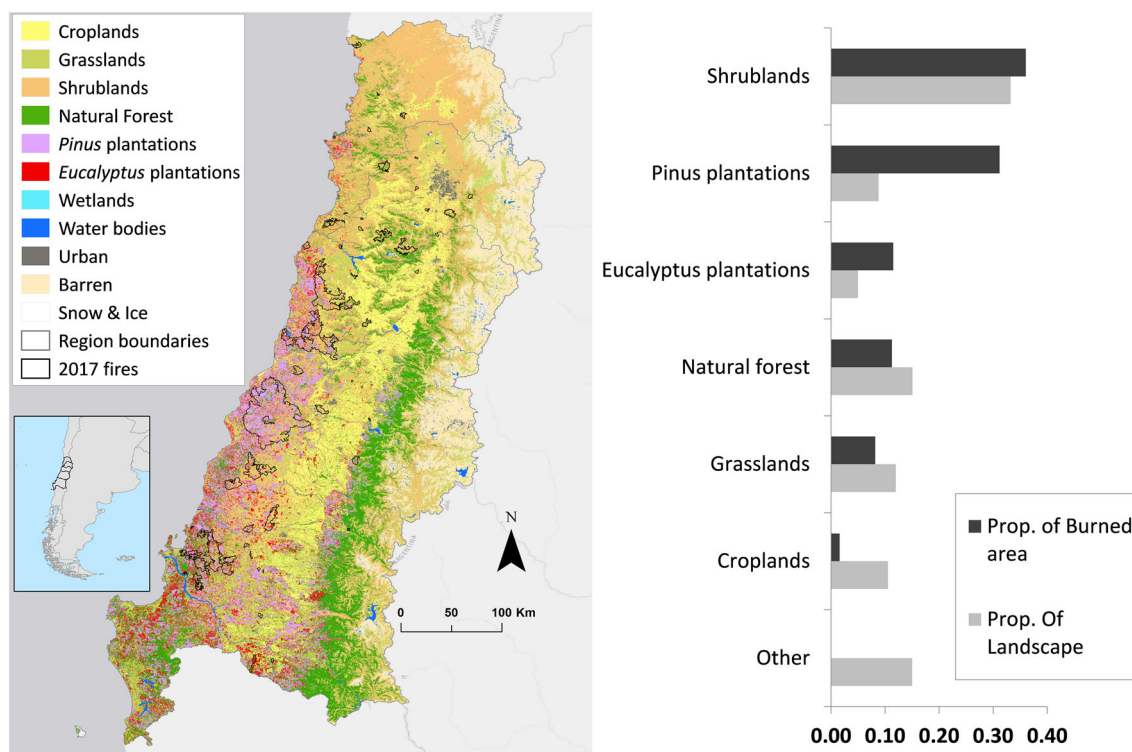 Croplands
Grasslands
Shrublands
Natural Forest
Pinus plantations
Eucalyptus plantations
Wetlands
Water bodies
Urban
Barren
Snow & Ice
Region boundaries
2017 fires
ARGENTINA
ARGENTINA
N
0 50 100 Km
Shrublands
Pinus plantations
Eucalyptus plantations
Natural forest
Grasslands
Croplands
Other
Prop. of Burned
area
Prop. Of
Landscape
0.00 0.10 0.20 0.30 0.40